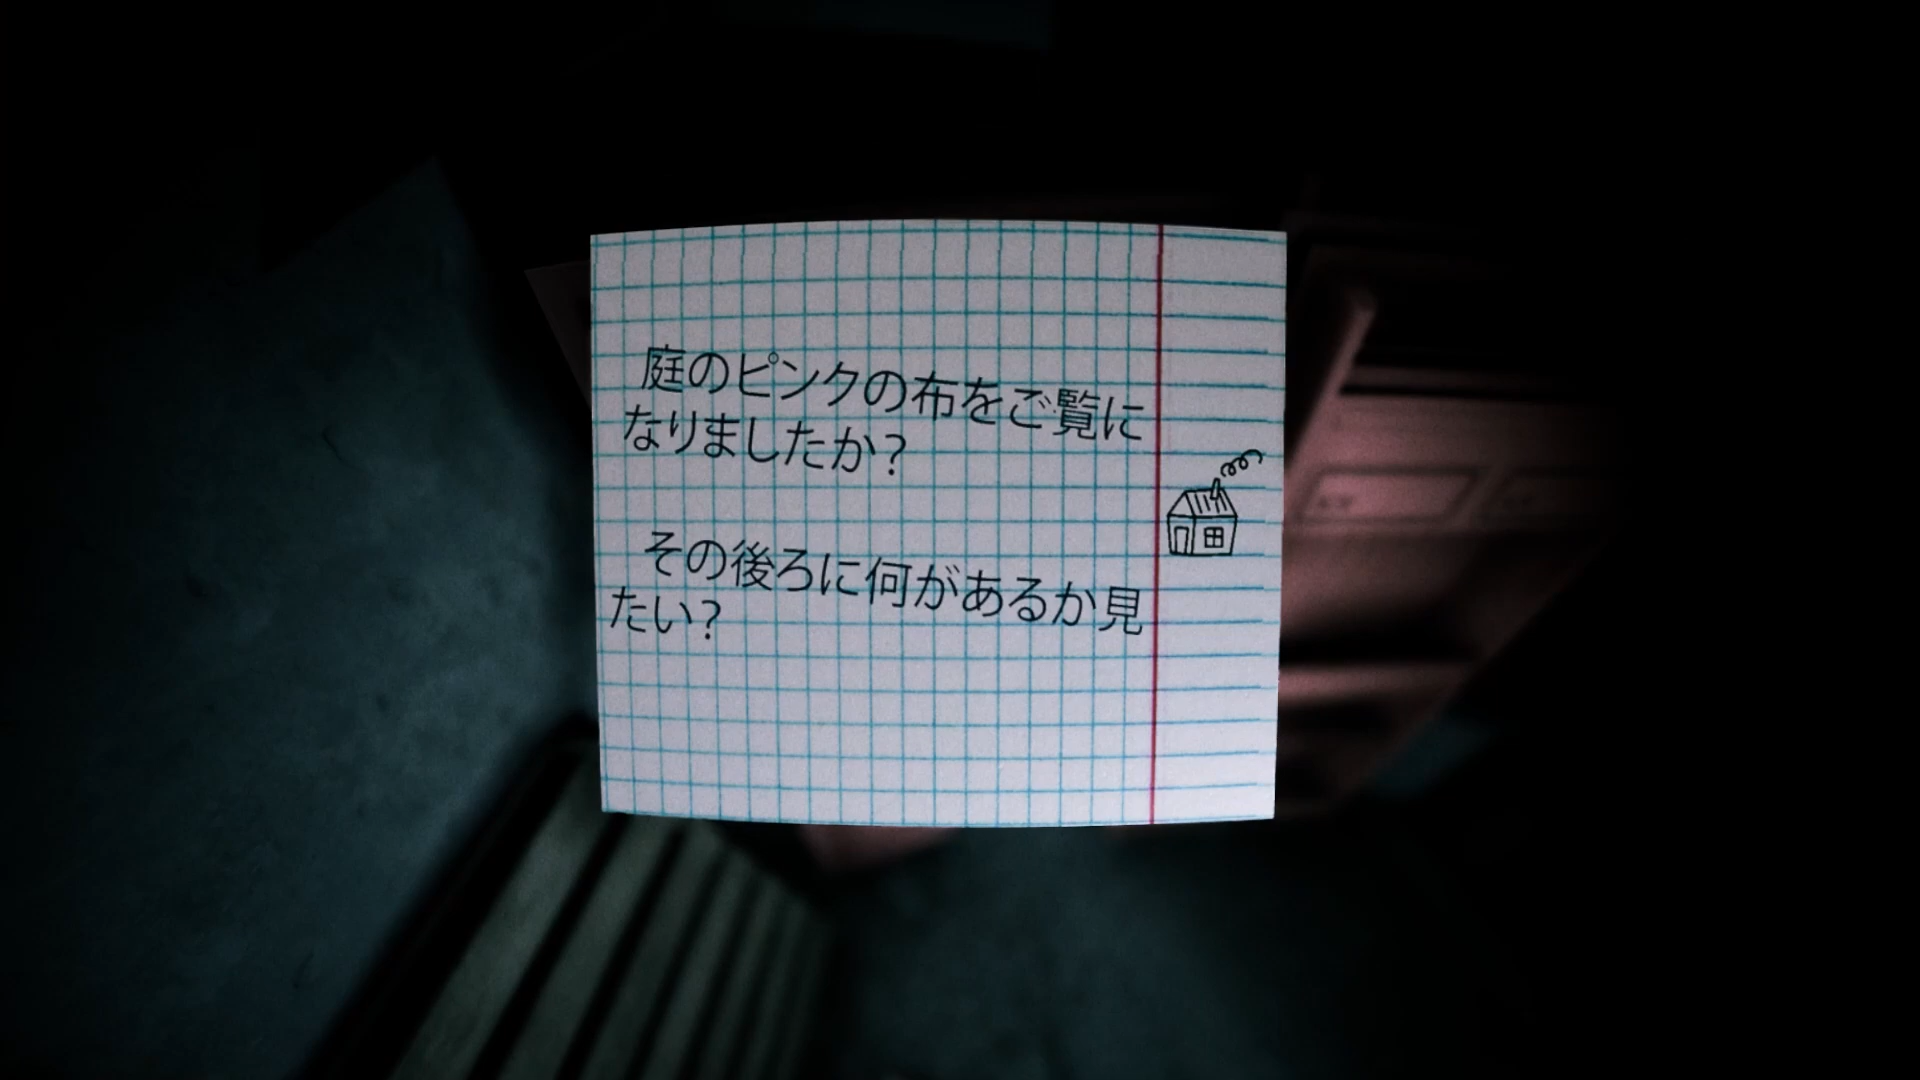 庭のピンクの布をご覧に
なりましたか?
その後ろに何があるか見
たい?